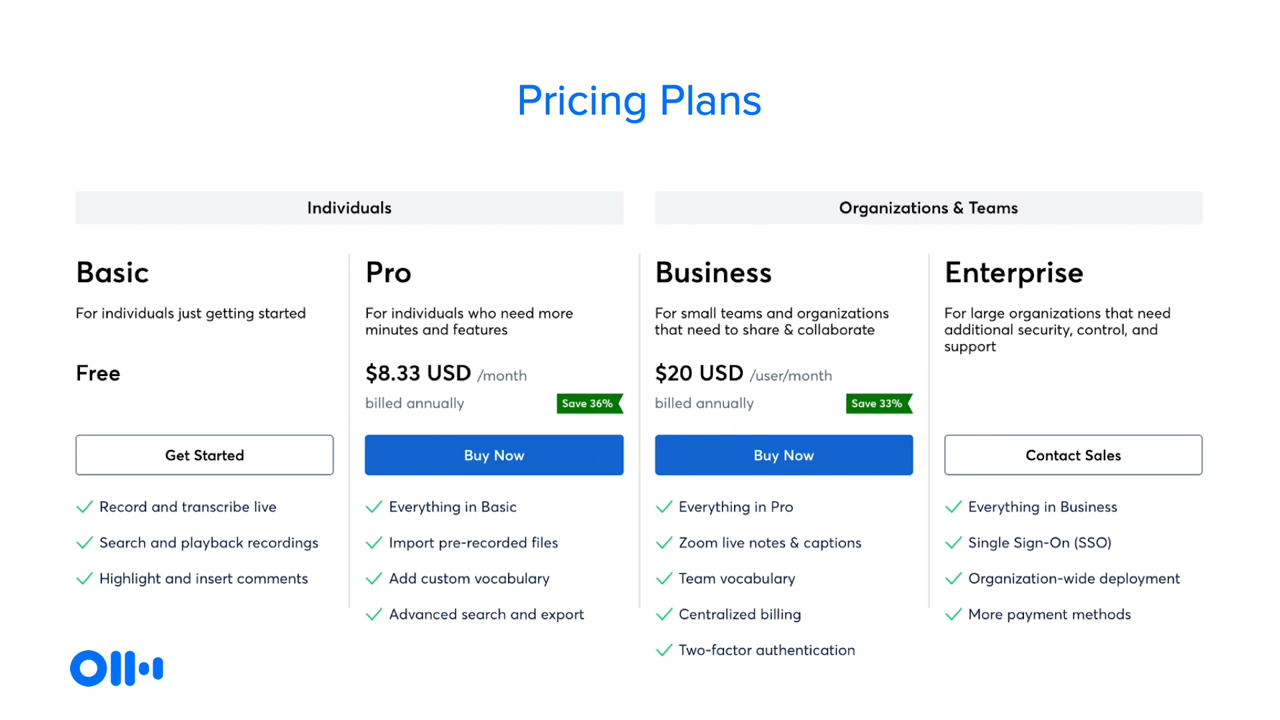 Pricing Plans
Individuals
Organizations & Teams
Basic
For individuals just getting started
Free
Get Started
Record and transcribe live
Search and playback recordings
Highlight and insert comments
Pro
For individuals who need more
minutes and features
$8.33 USD /month
billed annually
Save 36%
Buy Now
Everything in Basic
Import pre-recorded files
Add custom vocabulary
Advanced search and export
Business
For small teams and organizations
that need to share & collaborate
$20 USD /user/month
billed annually
Save 33%
Buy Now
Everything in Pro
Zoom live notes & captions
Team vocabulary
Centralized billing
Two-factor authentication
Enterprise
For large organizations that need
additional security, control, and
support
Contact Sales
Everything in Business
Single Sign-On (SSO)
Organization-wide deployment
More payment methods